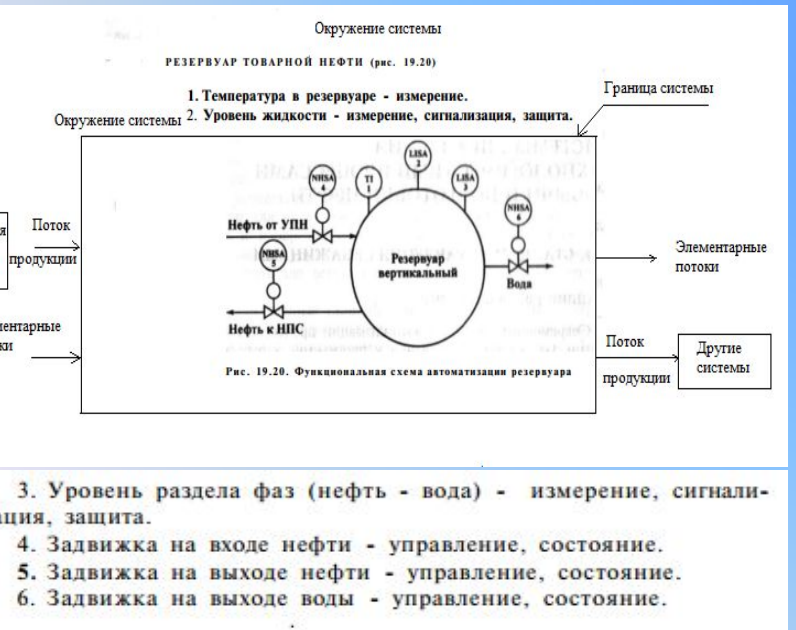 Окружение системы
РЕЗЕРВУАР ТОВАРНОЙ НЕФТИ (рис. 19.20)
Граница системы
1. Температура в резервуаре - измерение.
Окружение системы
2. Уровень жидкости - измерение, сигнализация, защита.
LISA
2
NHSA
4
TI
1
LISA
3
NHSA
6
Поток
продукции
Нефть от УПН
NHSA
5
Резервуар
вертикальный
Элементарные
потоки
Вода
Нефть к НПС
Поток
продукции
Другие
системы
Рис. 19.20. Функциональная схема автоматизации резервуара
3. Уровень раздела фаз (нефть - вода) - измерение, сигнали-
ация, защита.
4. Задвижка на входе нефти - управление, состояние.
5. Задвижка на выходе нефти - управление, состояние.
6. Задвижка на выходе воды - управление, состояние.